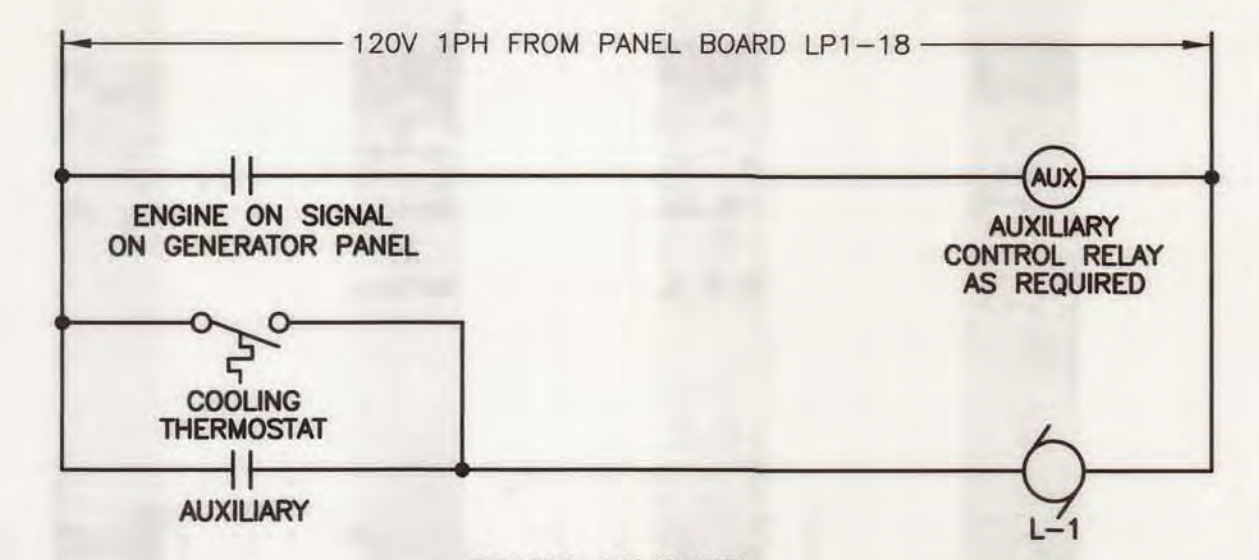 120V 1PH FROM PANEL BOARD LP1-18
AUX
ENGINE ON SIGNAL
ON GENERATOR PANEL
AUXILIARY
CONTROL RELAY
AS REQUIRED
COOLING
THERMOSTAT
AUXILIARY
L-1